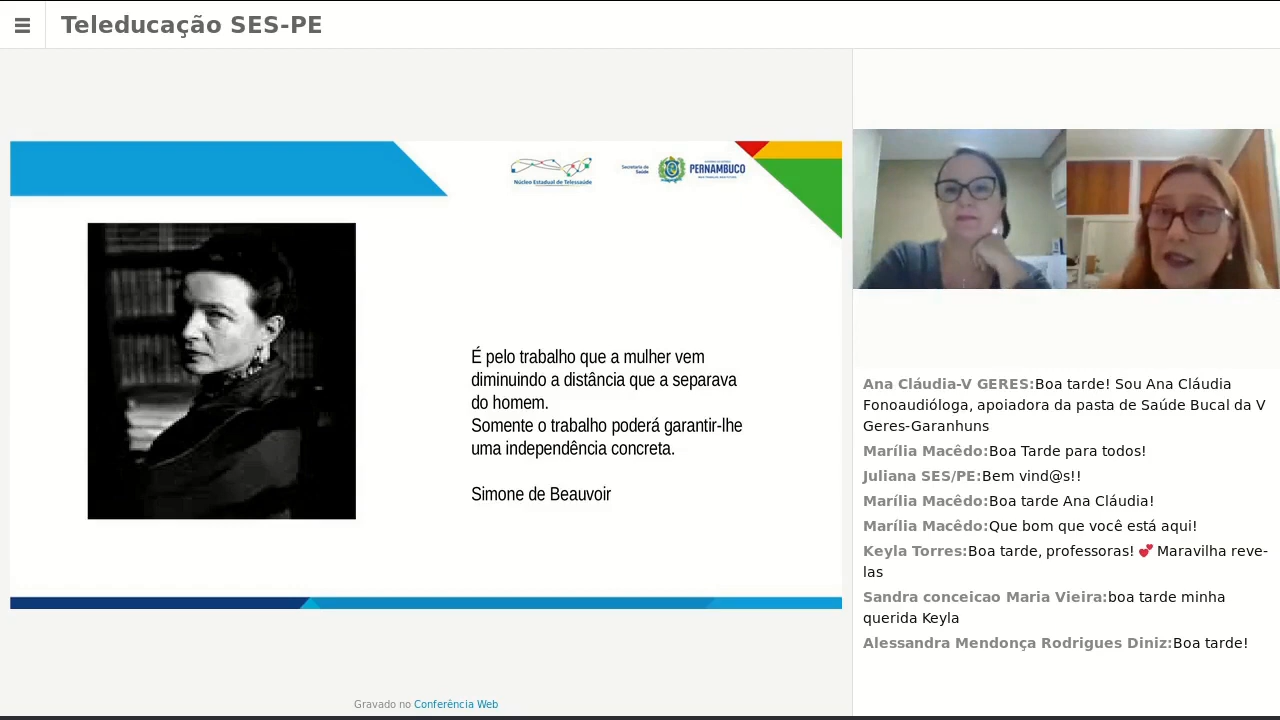 Teleducação SES-PE
Núcleo Estadual de Telessaúde
Secretaria de
Saúde
PERNAMBUCO
É pelo trabalho que a mulher vem
diminuindo a distância que a separava
do homem.
Somente o trabalho poderá garantir-lhe
uma independência concreta.
Simone de Beauvoir
Gravado no Conferência Web
Ana Cláudia-V GERES:Boa tarde! Sou Ana Cláudia
Fonoaudióloga, apoiadora da pasta de Saúde Bucal da V
Geres-Garanhuns
Marília Macêdo:Boa Tarde para todos!
Juliana SES/PE:Bem vind@s!!
Marília Macêdo:Boa tarde Ana Cláudia!
Marília Macêdo:Que bom que você está aqui!
Keyla Torres:Boa tarde, professoras! 💕 Maravilha reve-
las
Sandra conceicao Maria Vieira:boa tarde minha
querida Keyla
Alessandra Mendonça Rodrigues Diniz:Boa tarde!